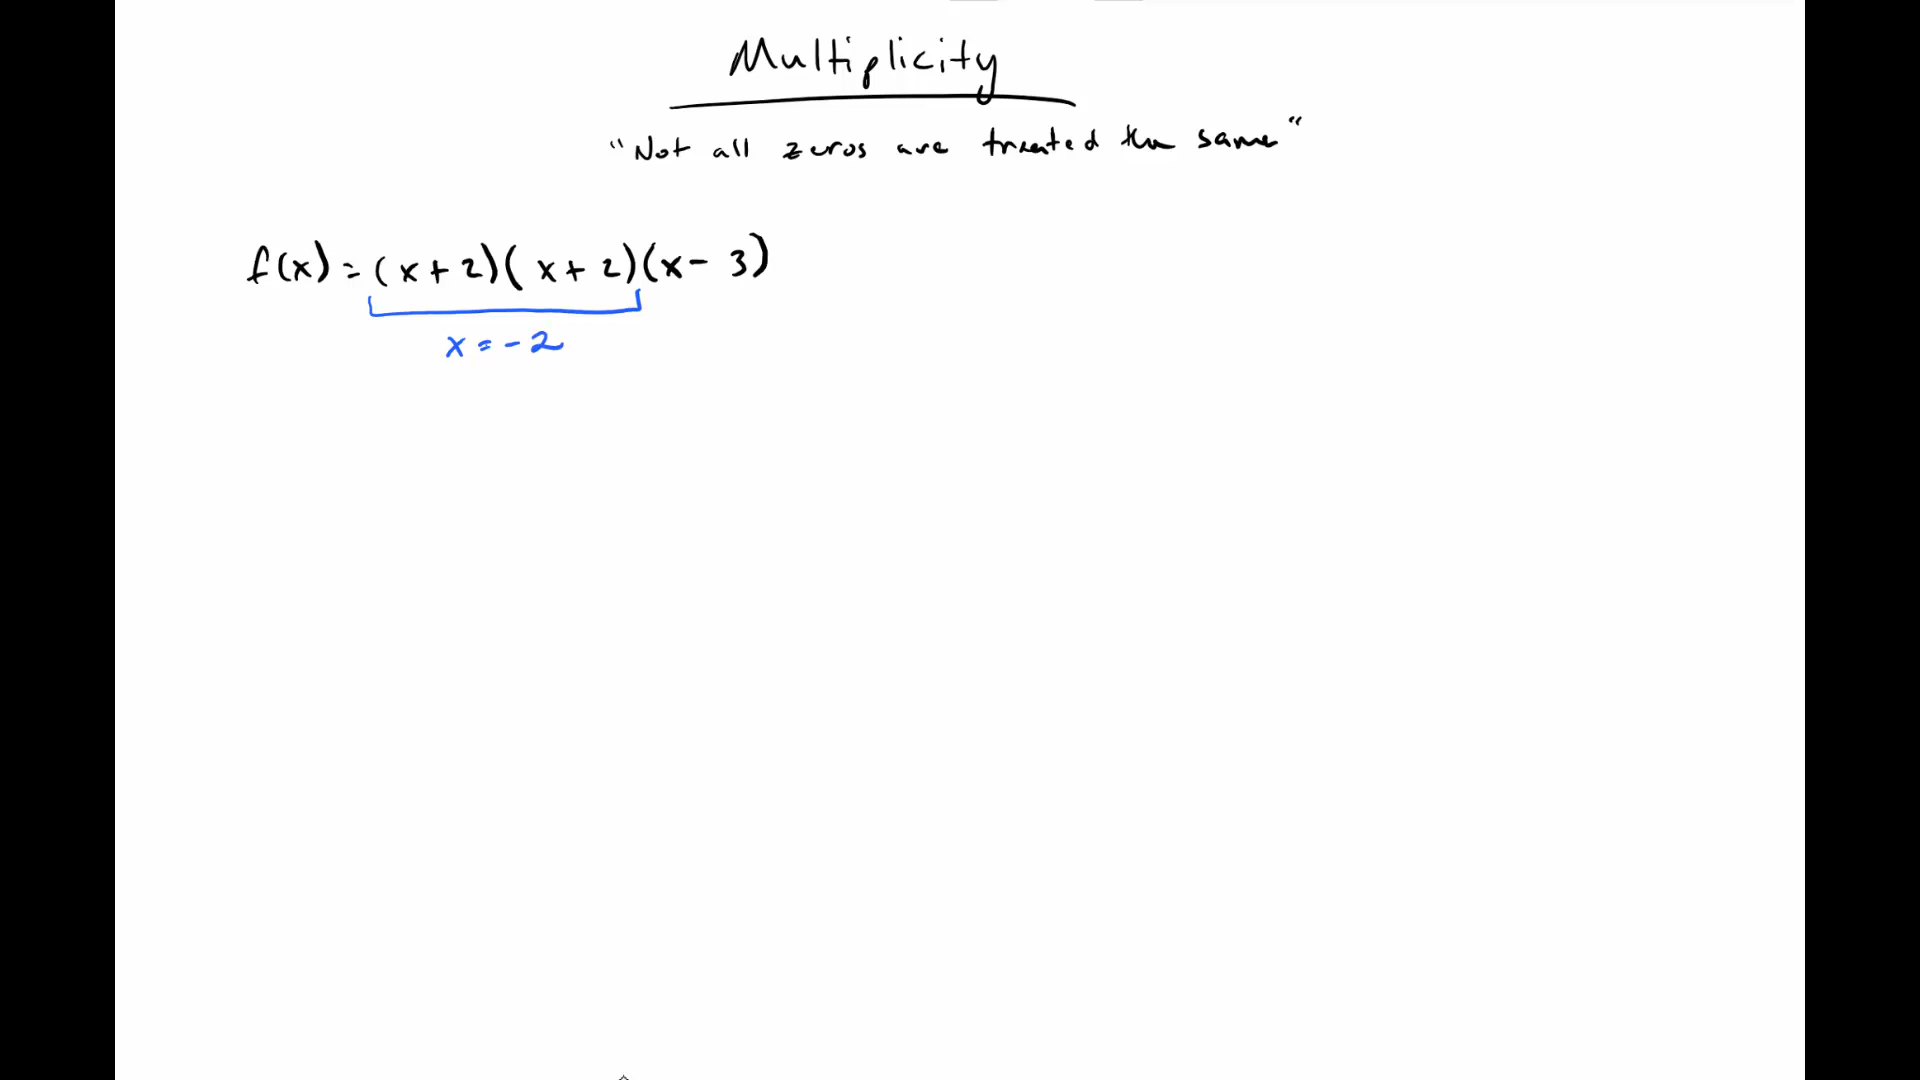 Multiplicity
"Not all zeros are treated the same"
f(x) = (x + 2)(x + 2)(x - 3)
x = -2